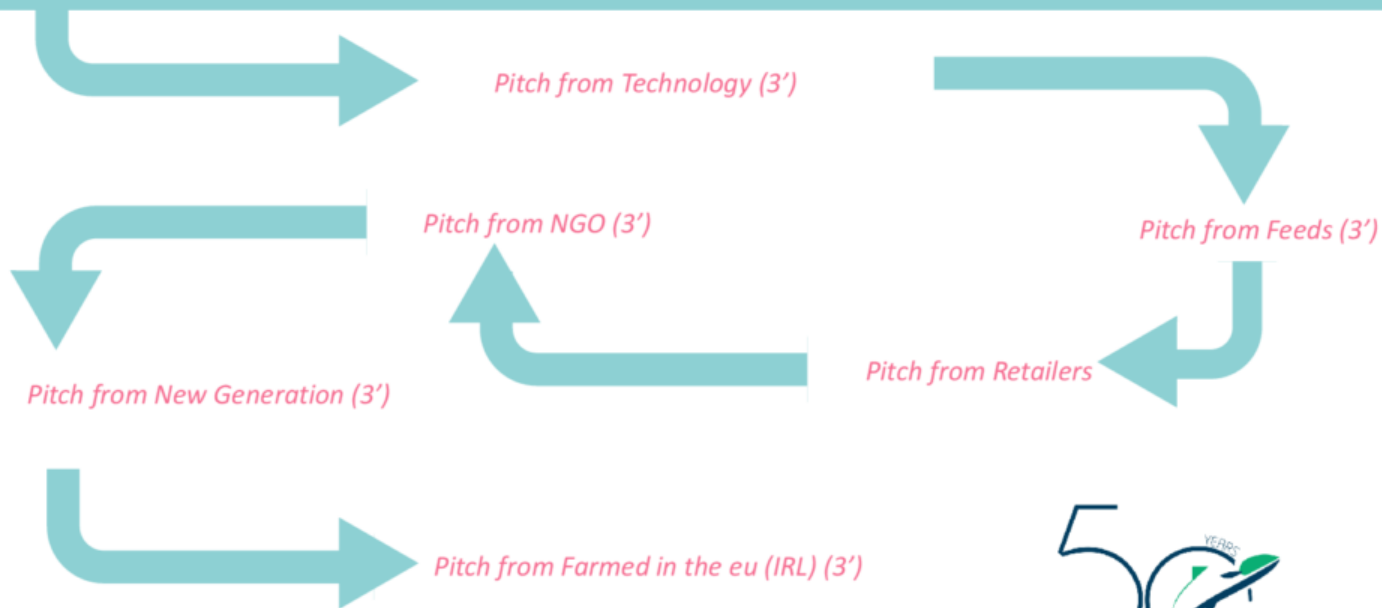 Pitch from Technology (3’)
Pitch from Feeds (3’)
Pitch from Retailers
Pitch from NGO (3’)
Pitch from New Generation (3’)
Pitch from Farmed in the eu (IRL) (3’)
50
YEARS